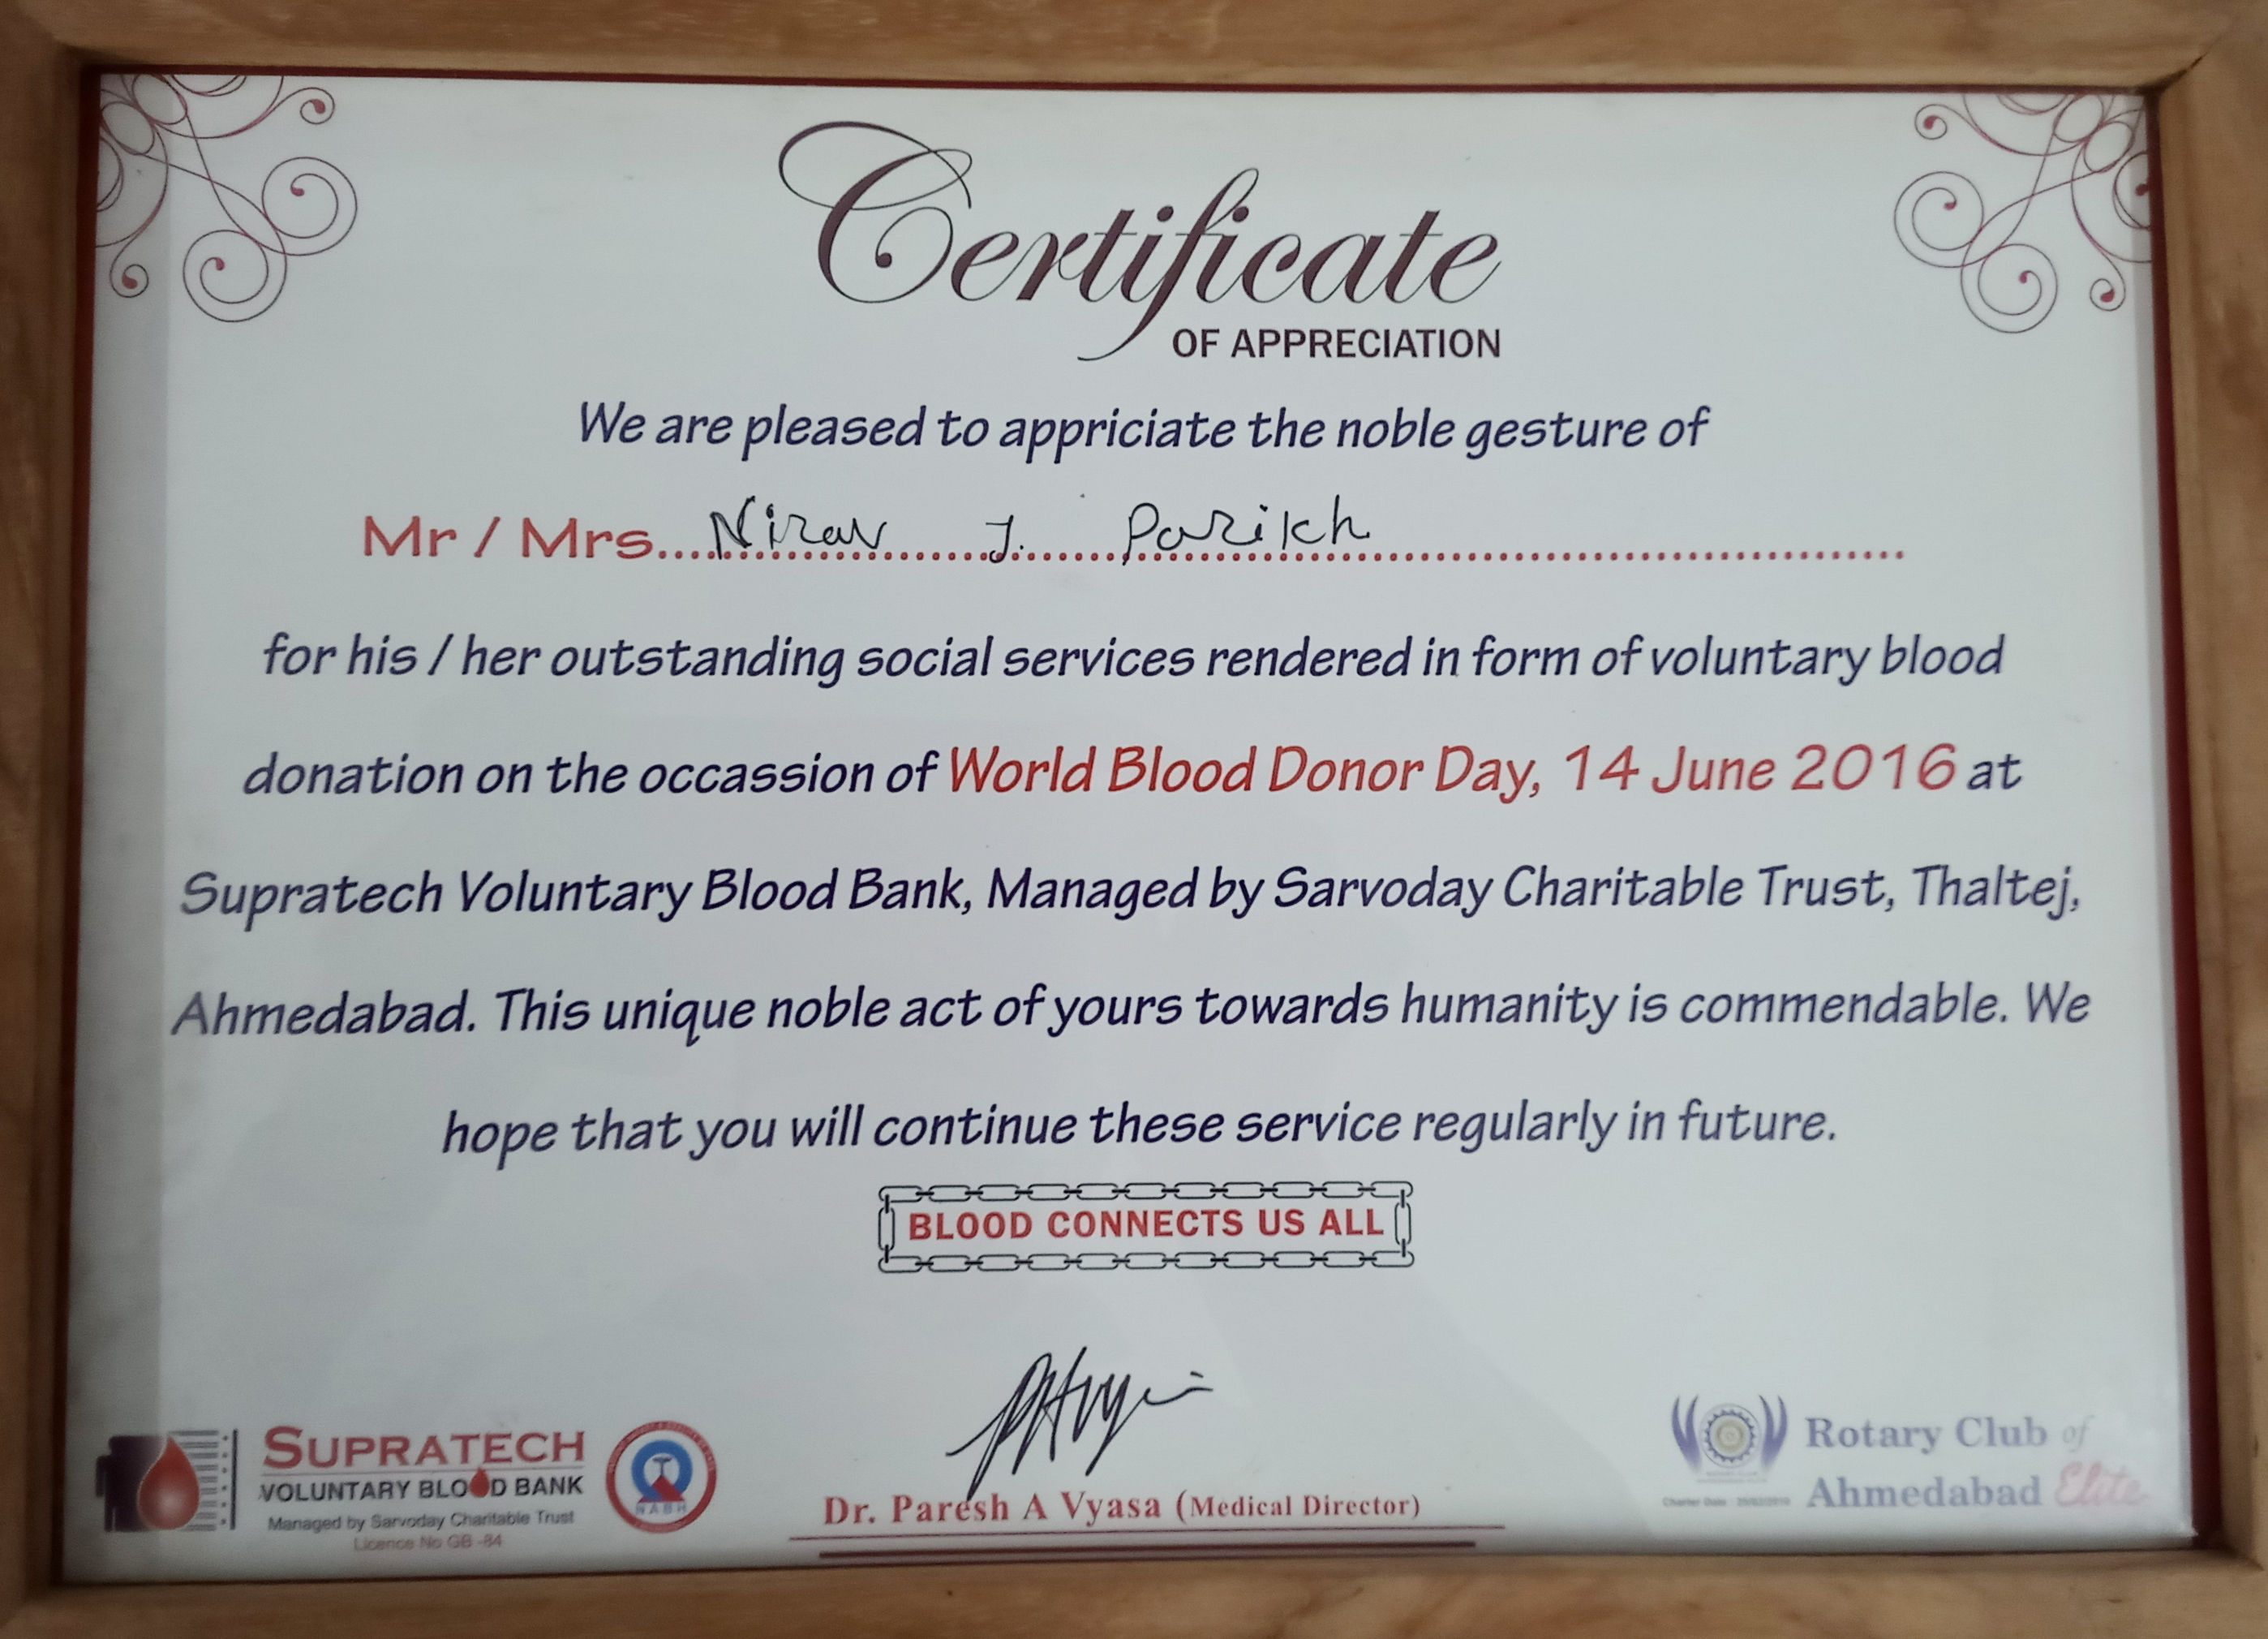 Certificate
OF APPRECIATION
We are pleased to appriciate the noble gesture of
Mr / Mrs....Nirav J. Parikh
for his / her outstanding social services rendered in form of voluntary blood
donation on the occassion of World Blood Donor Day, 14 June 2016 at
Supratech Voluntary Blood Bank, Managed by Sarvoday Charitable Trust, Thaltej,
Ahmedabad. This unique noble act of yours towards humanity is commendable. We
hope that you will continue these service regularly in future.
BLOOD CONNECTS US ALL
SUPRATECH
VOLUNTARY BLOOD BANK
Managed by Sarvoday Charitable Trust
Licence No GB -84
NABH
Dr. Paresh A Vyasa (Medical Director)
Rotary Club of
Ahmedabad Elite
Charter Date :